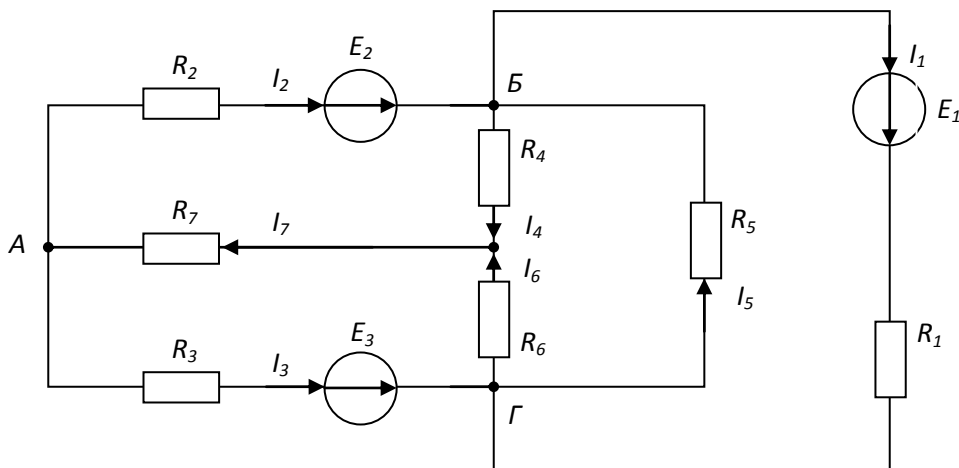 R2 I2 E2 Б I1
E1
R4
R7 I7 I4 R5
А
I6 I5
R3 I3 E3 R6 R1
Г